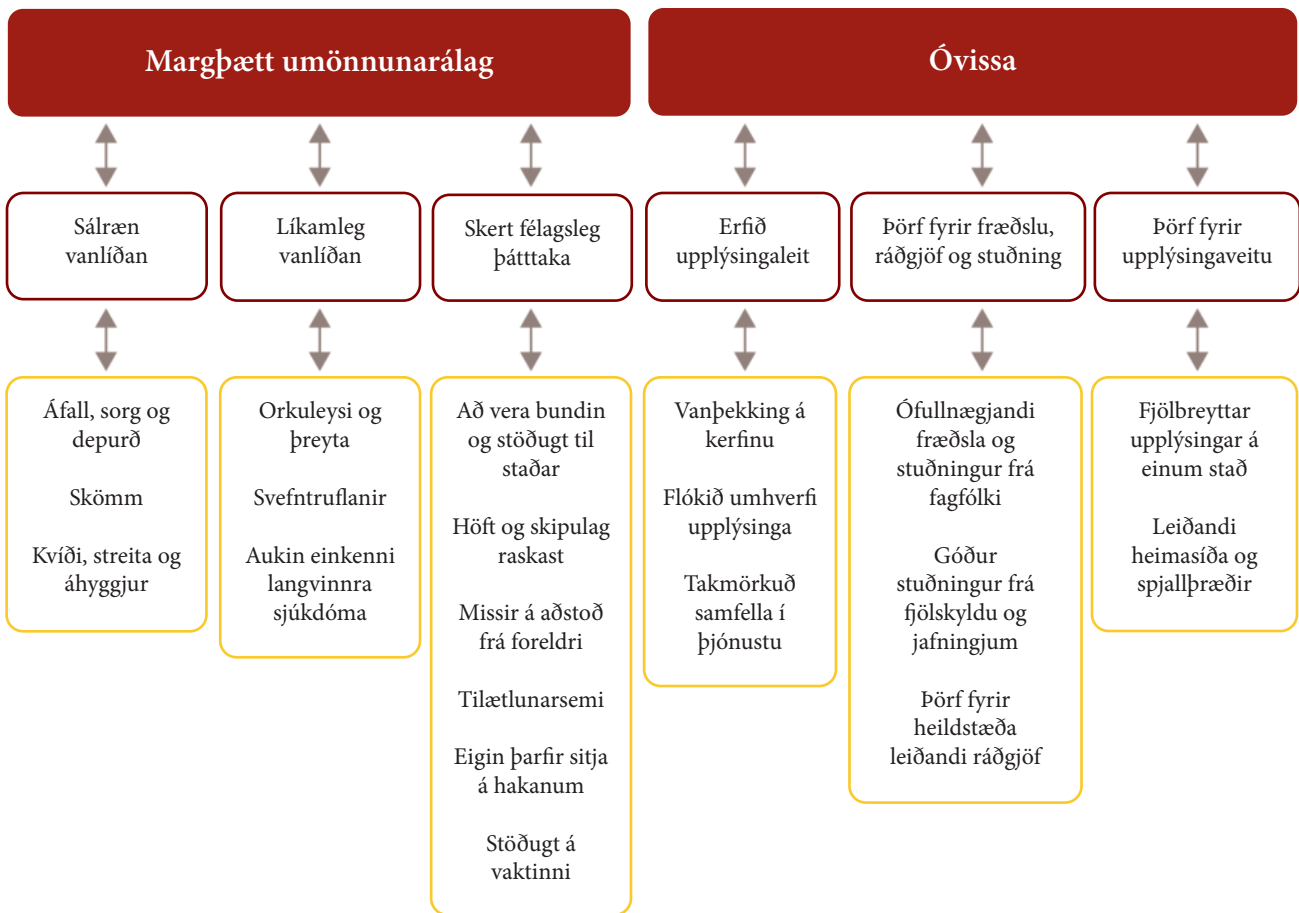 Margþætt umönnunarálag
Óvissa
Sálræn
vanlíðan
Líkamleg
vanlíðan
Skert félagsleg
þátttaka
Erfið
upplýsingaleit
Þörf fyrir fræðslu,
ráðgjöf og stuðning
Þörf fyrir
upplýsingaveitu
Áfall, sorg og
depurð
Skömm
Kvíði, streita og
áhyggjur
Orkuleysi og
þreyta
Svefntruflanir
Aukin einkenni
langvinnra
sjúkdóma
Að vera bundin
og stöðugt til
staðar
Höft og skipulag
raskast
Missir á aðstoð
frá foreldri
Tilætlunarsemi
Eigin þarfir sitja
á hakanum
Stöðugt á
vaktinni
Vanþekking á
kerfinu
Flókið umhverfi
upplýsinga
Takmörkuð
samfella í
þjónustu
Ófullnægjandi
fræðsla og
stuðningur frá
fagfólki
Góður
stuðningur frá
fjölskyldu og
jafningjum
Þörf fyrir
heildstæða
leiðandi ráðgjöf
Fjölbreyttar
upplýsingar á
einum stað
Leiðandi
heimasíða og
spjallþræðir